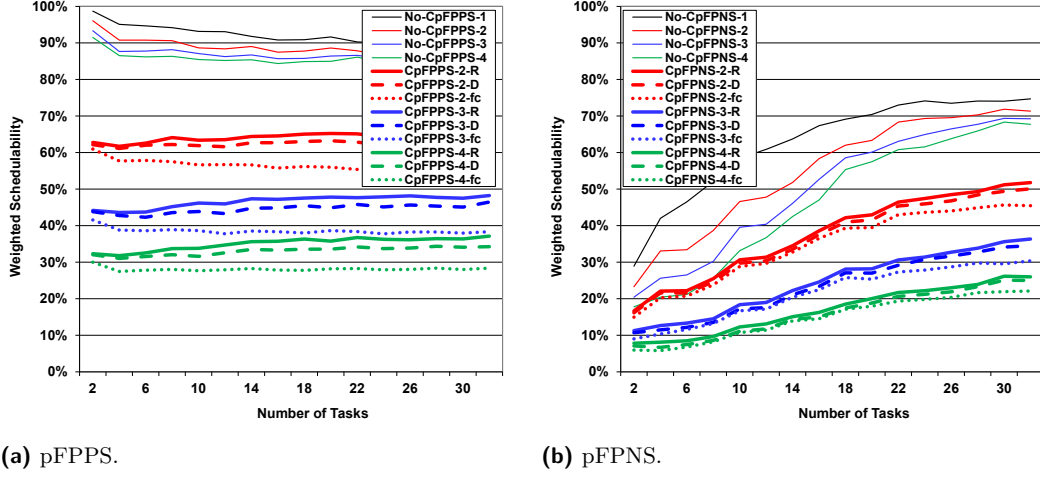 100%
90%
80%
70%
60%
50%
40%
30%
20%
10%
0%
Weighted Schedulability
2 6 10 14 18 22 26 30
Number of Tasks
No-CpFPPS-1
No-CpFPPS-2
No-CpFPPS-3
No-CpFPPS-4
CpFPPS-2-R
CpFPPS-2-D
CpFPPS-2-fc
CpFPPS-3-R
CpFPPS-3-D
CpFPPS-3-fc
CpFPPS-4-R
CpFPPS-4-D
CpFPPS-4-fc
(a) pFPPS.
100%
90%
80%
70%
60%
50%
40%
30%
20%
10%
0%
Weighted Schedulability
2 6 10 14 18 22 26 30
Number of Tasks
No-CpFPNS-1
No-CpFPNS-2
No-CpFPNS-3
No-CpFPNS-4
CpFPNS-2-R
CpFPNS-2-D
CpFPNS-2-fc
CpFPNS-3-R
CpFPNS-3-D
CpFPNS-3-fc
CpFPNS-4-R
CpFPNS-4-D
CpFPNS-4-fc
(b) pFPNS.